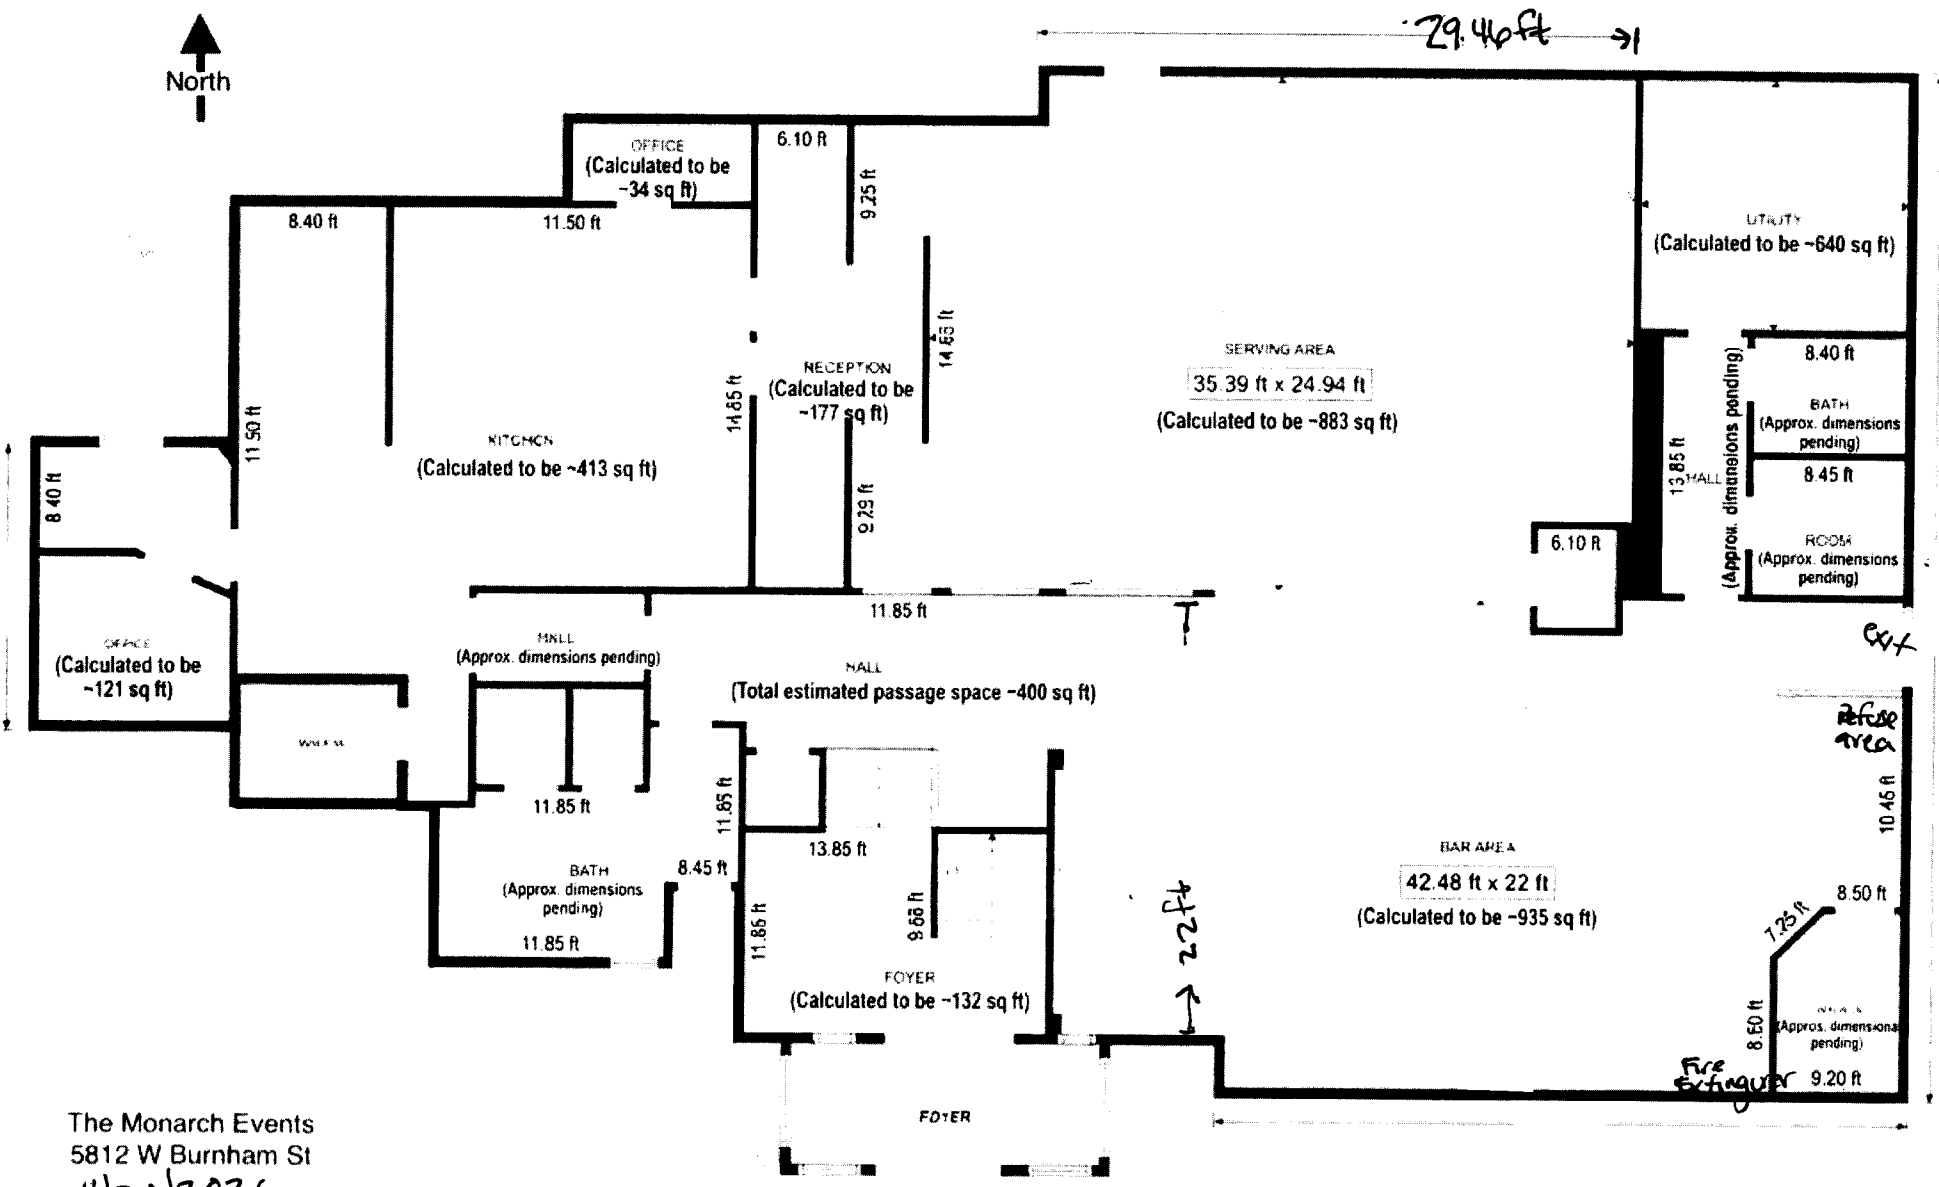 29.46 ft
North
OFFICE
(Calculated to be
~34 sq ft)
6.10 ft
9.25 ft
8.40 ft
11.50 ft
UTILITY
(Calculated to be ~640 sq ft)
14.65 ft
SERVING AREA
35.39 ft x 24.94 ft
(Calculated to be ~883 sq ft)
RECEPTION
(Calculated to be
~177 sq ft)
14.65 ft
8.40 ft
BATH
(Approx. dimensions
pending)
(Approx. dimensions ponding)
13.85 ft
HALL
8.45 ft
ROOM
(Approx. dimensions
pending)
11.50 ft
KITCHEN
(Calculated to be ~413 sq ft)
8.40 ft
9.29 ft
6.10 ft
11.85 ft
exit
OFFICE
(Calculated to be
~121 sq ft)
HALL
(Approx. dimensions pending)
HALL
(Total estimated passage space ~400 sq ft)
Refuse
area
11.85 ft
11.85 ft
13.85 ft
10.45 ft
BAR AREA
42.48 ft x 22 ft
(Calculated to be ~935 sq ft)
BATH
(Approx. dimensions
pending)
8.45 ft
11.85 ft
11.85 ft
9.68 ft
22ft
8.50 ft
7.25 ft
FOYER
(Calculated to be ~132 sq ft)
(Appros. dimensiona
pending)
8.60 ft
9.20 ft
Fire
Extingurer
FOYER
The Monarch Events
5812 W Burnham St